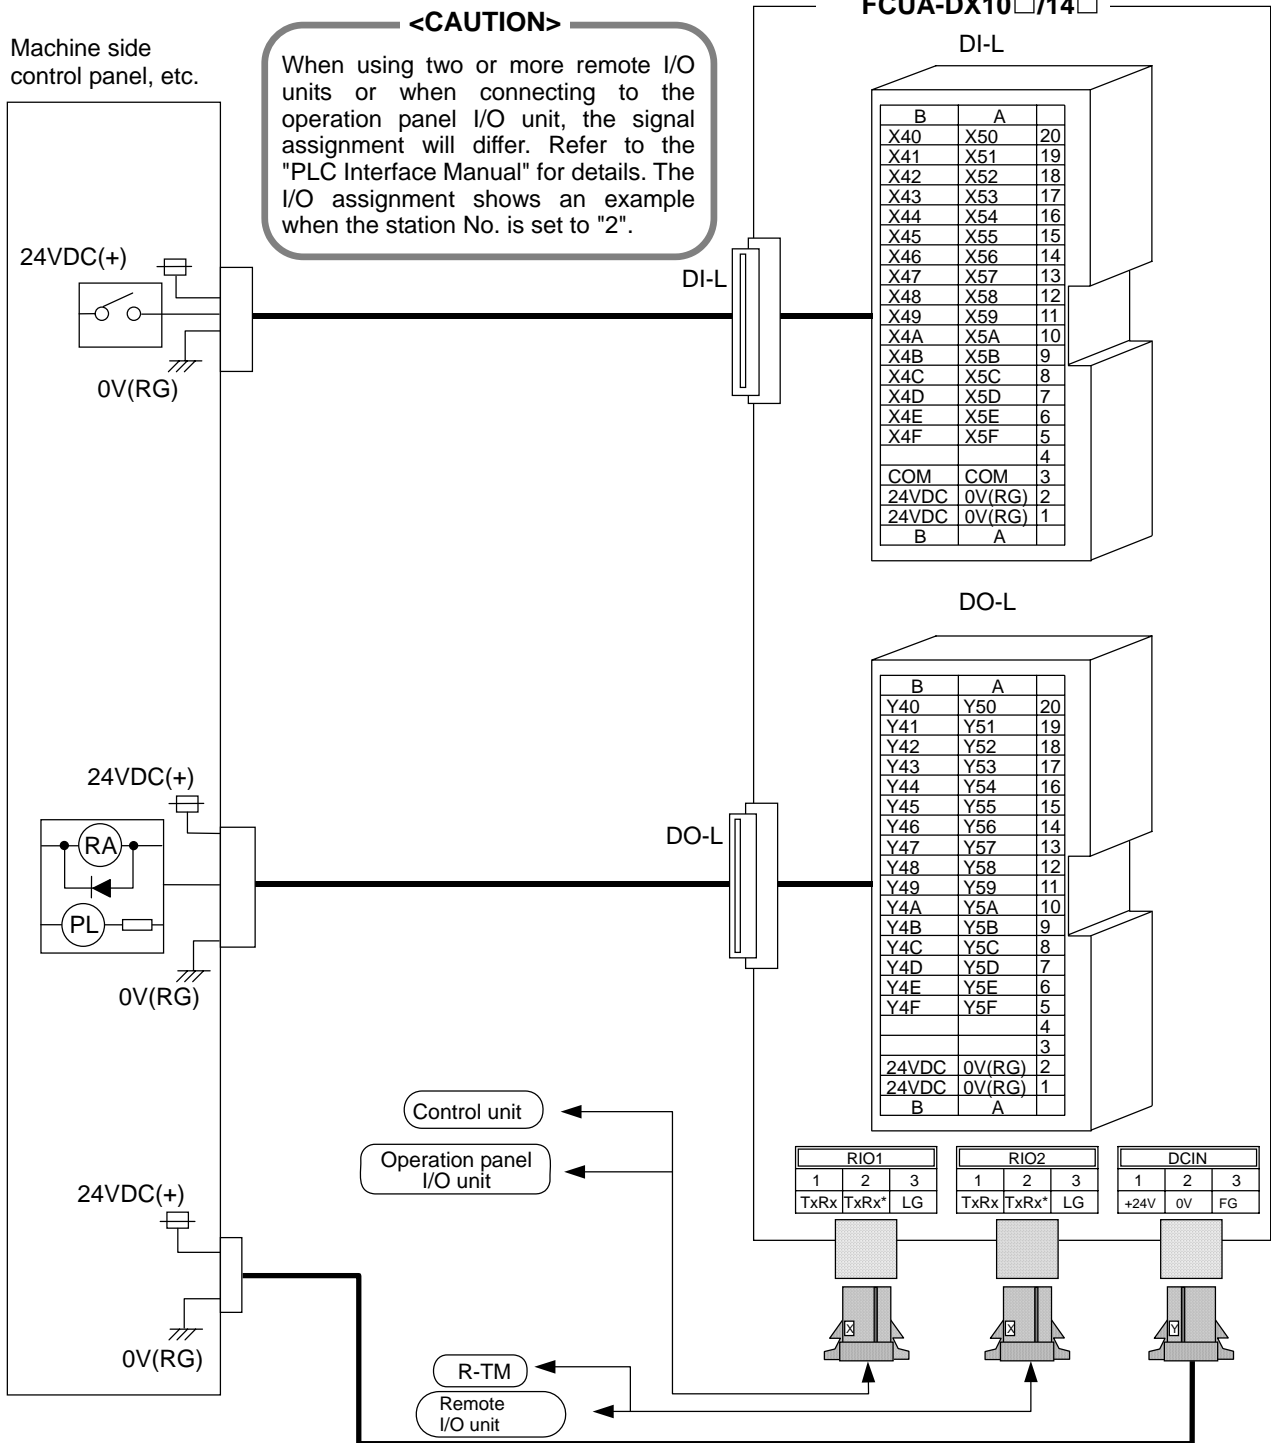 FCUA-DX10□/14□
Machine side
control panel, etc.
<CAUTION>
When using two or more remote I/O
units or when connecting to the
operation panel I/O unit, the signal
assignment will differ. Refer to the
"PLC Interface Manual" for details. The
I/O assignment shows an example
when the station No. is set to "2".
DI-L
B A
X40 X50 20
X41 X51 19
X42 X52 18
X43 X53 17
X44 X54 16
X45 X55 15
X46 X56 14
X47 X57 13
X48 X58 12
X49 X59 11
X4A X5A 10
X4B X5B 9
X4C X5C 8
X4D X5D 7
X4E X5E 6
X4F X5F 5
4
COM COM 3
24VDC 0V(RG) 2
24VDC 0V(RG) 1
B A
24VDC(+)
0V(RG)
DI-L
DO-L
B A
Y40 Y50 20
Y41 Y51 19
Y42 Y52 18
Y43 Y53 17
Y44 Y54 16
Y45 Y55 15
Y46 Y56 14
Y47 Y57 13
Y48 Y58 12
Y49 Y59 11
Y4A Y5A 10
Y4B Y5B 9
Y4C Y5C 8
Y4D Y5D 7
Y4E Y5E 6
Y4F Y5F 5
4
3
24VDC 0V(RG) 2
24VDC 0V(RG) 1
B A
24VDC(+)
RA
PL
0V(RG)
DO-L
Control unit
Operation panel
I/O unit
RIO1
1 2 3
TxRx TxRx* LG
RIO2
1 2 3
TxRx TxRx* LG
DCIN
1 2 3
+24V 0V FG
24VDC(+)
0V(RG)
X
X
Y
R-TM
Remote
I/O unit